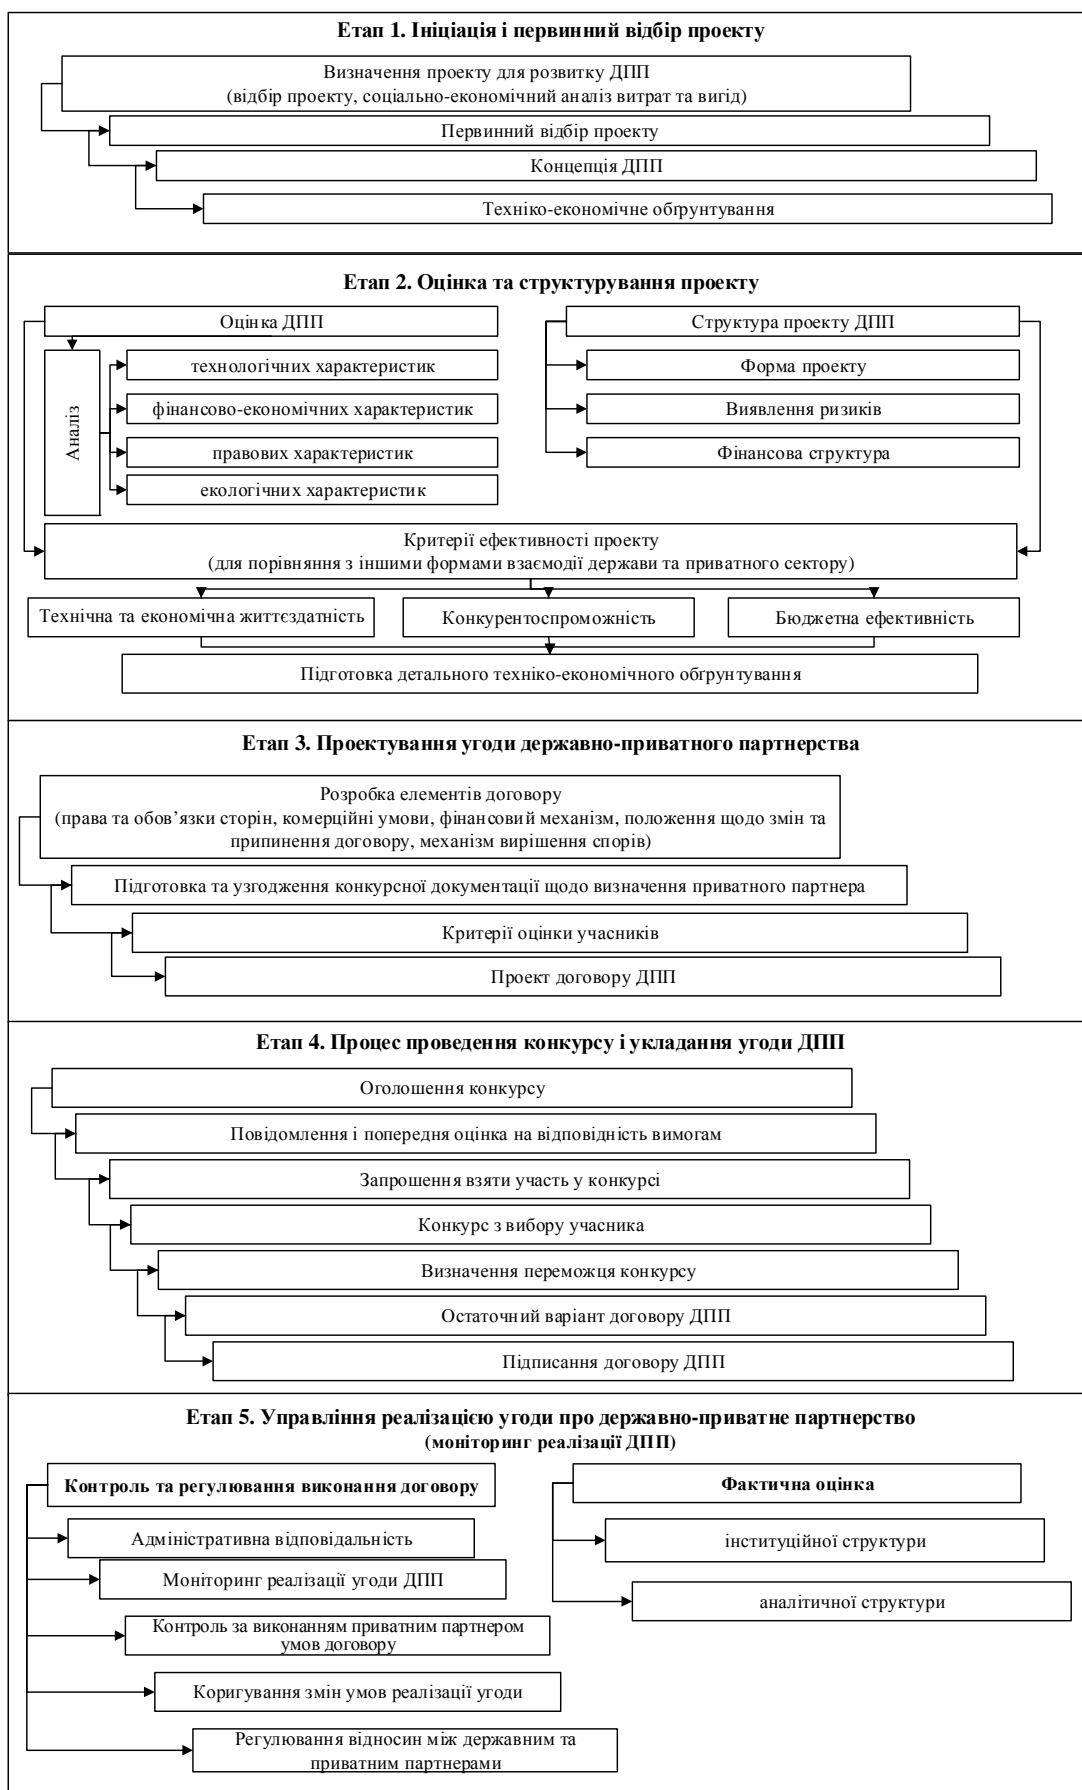 Етап 1. Ініціація і первинний відбір проекту
Визначення проекту для розвитку ДПП
(відбір проекту, соціально-економічний аналіз витрат та вигід)
Первинний відбір проекту
Концепція ДПП
Техніко-економічне обґрунтування
Етап 2. Оцінка та структурування проекту
Оцінка ДПП
Аналіз
технологічних характеристик
фінансово-економічних характеристик
правових характеристик
екологічних характеристик
Структура проекту ДПП
Форма проекту
Виявлення ризиків
Фінансова структура
Критерії ефективності проекту
(для порівняння з іншими формами взаємодії держави та приватного сектору)
Технічна та економічна життєздатність
Конкурентоспроможність
Бюджетна ефективність
Підготовка детального техніко-економічного обґрунтування
Етап 3. Проектування угоди державно-приватного партнерства
Розробка елементів договору
(права та обов’язки сторін, комерційні умови, фінансовий механізм, положення щодо змін та
припинення договору, механізм вирішення спорів)
Підготовка та узгодження конкурсної документації щодо визначення приватного партнера
Критерії оцінки учасників
Проект договору ДПП
Етап 4. Процес проведення конкурсу і укладання угоди ДПП
Оголошення конкурсу
Повідомлення і попередня оцінка на відповідність вимогам
Запрошення взяти участь у конкурсі
Конкурс з вибору учасника
Визначення переможця конкурсу
Остаточний варіант договору ДПП
Підписання договору ДПП
Етап 5. Управління реалізацією угоди про державно-приватне партнерство
(моніторинг реалізації ДПП)
Контроль та регулювання виконання договору
Адміністративна відповідальність
Моніторинг реалізації угоди ДПП
Контроль за виконанням приватним партнером
умов договору
Коригування змін умов реалізації угоди
Регулювання відносин між державним та
приватним партнерами
Фактична оцінка
інституційної структури
аналітичної структури